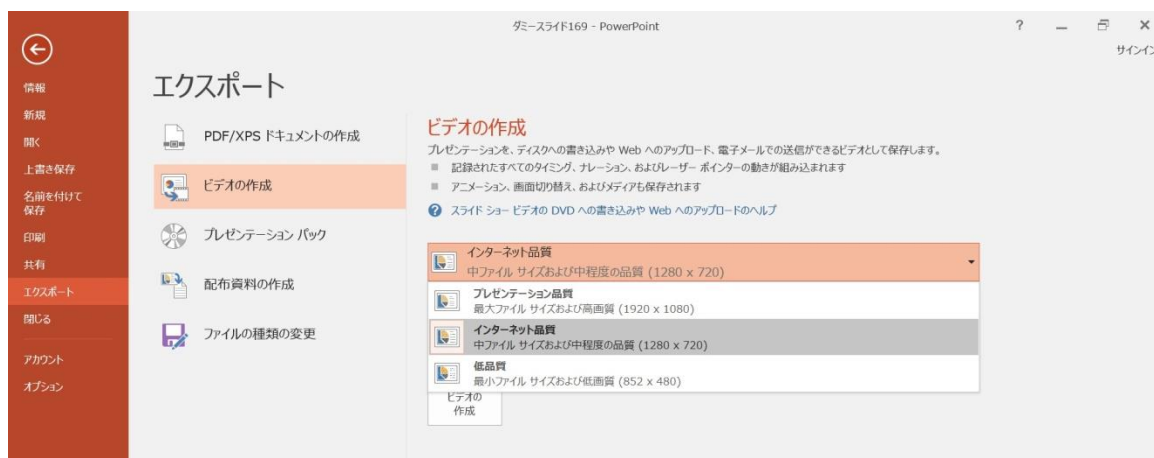 ダミースライド169 - PowerPoint
?
サインイン
情報
新規
開く
上書き保存
名前を付けて
保存
印刷
共有
エクスポート
閉じる
アカウント
オプション
エクスポート
PDF/XPS ドキュメントの作成
ビデオの作成
プレゼンテーション パック
配布資料の作成
ファイルの種類の変更
ビデオの作成
プレゼンテーションを、ディスクへの書き込みや Web へのアップロード、電子メールでの送信ができるビデオとして保存します。
記録されたすべてのタイミング、ナレーション、およびレーザー ポインターの動きが組み込まれます
アニメーション、画面切り替え、およびメディアも保存されます
スライド ショー ビデオの DVD への書き込みや Web へのアップロードのヘルプ
インターネット品質
中ファイル サイズおよび中程度の品質 (1280 x 720)
プレゼンテーション品質
最大ファイル サイズおよび高画質 (1920 x 1080)
インターネット品質
中ファイル サイズおよび中程度の品質 (1280 x 720)
低品質
最小ファイル サイズおよび低画質 (852 x 480)
ビデオの
作成